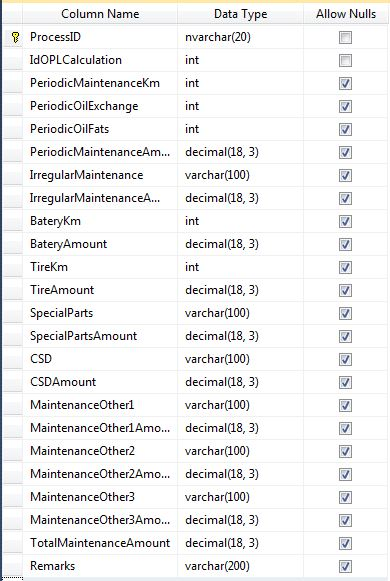 Column Name Data Type Allow Nulls
ProcessID nvarchar(20)
IdOPLCalculation int
PeriodicMaintenanceKm int
PeriodicOilExchange int
PeriodicOilFats int
PeriodicMaintenanceAm... decimal(18, 3)
IrregularMaintenance varchar(100)
IrregularMaintenanceA... decimal(18, 3)
BateryKm int
BateryAmount decimal(18, 3)
TireKm int
TireAmount decimal(18, 3)
SpecialParts varchar(100)
SpecialPartsAmount decimal(18, 3)
CSD varchar(100)
CSDAmount decimal(18, 3)
MaintenanceOther1 varchar(100)
MaintenanceOther1Amo... decimal(18, 3)
MaintenanceOther2 varchar(100)
MaintenanceOther2Amo... decimal(18, 3)
MaintenanceOther3 varchar(100)
MaintenanceOther3Amo... decimal(18, 3)
TotalMaintenanceAmount decimal(18, 3)
Remarks varchar(200)